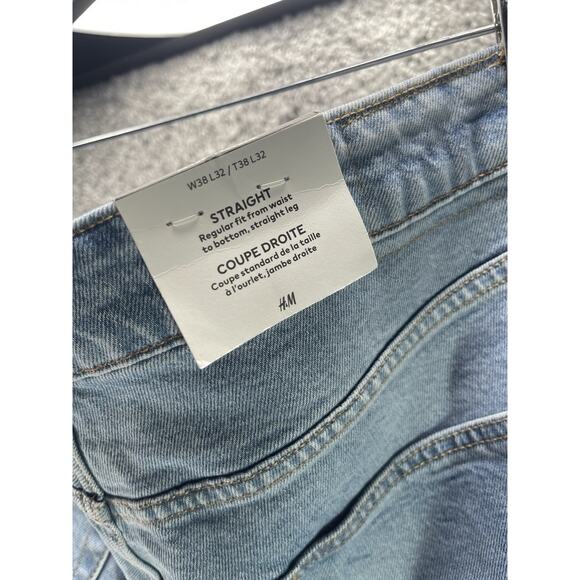 W38 L32 / T38 L32
STRAIGHT
Regular fit from waist
to bottom, straight leg
COUPE DROITE
Coupe standard de la taille
à l'ourlet, jambe droite
H&M